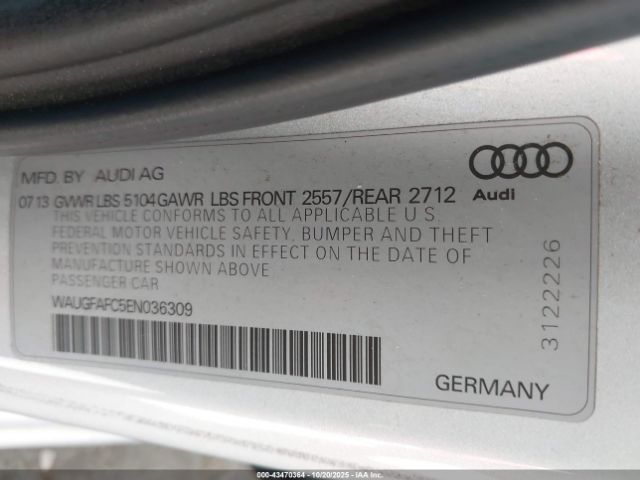 MFD. BY AUDI AG
Audi
07 13 GVWR LBS 5104 GAWR LBS FRONT 2557/REAR 2712
THIS VEHICLE CONFORMS TO ALL APPLICABLE U S.
FEDERAL MOTOR VEHICLE SAFETY, BUMPER AND THEFT
PREVENTION STANDARDS IN EFFECT ON THE DATE OF
MANUFACTURE SHOWN ABOVE
PASSENGER CAR
WAUGFAFC5EN036309
3122226
GERMANY
000-43470364 - 10/20/2025 - Copyright © 2025 IAA, Inc